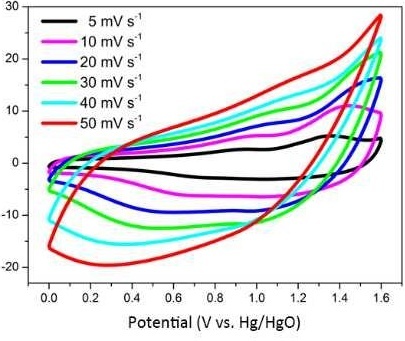 30
20
10
0
-10
-20
5 mV s⁻¹
10 mV s⁻¹
20 mV s⁻¹
30 mV s⁻¹
40 mV s⁻¹
50 mV s⁻¹
0.0 0.2 0.4 0.6 0.8 1.0 1.2 1.4 1.6
Potential (V vs. Hg/HgO)